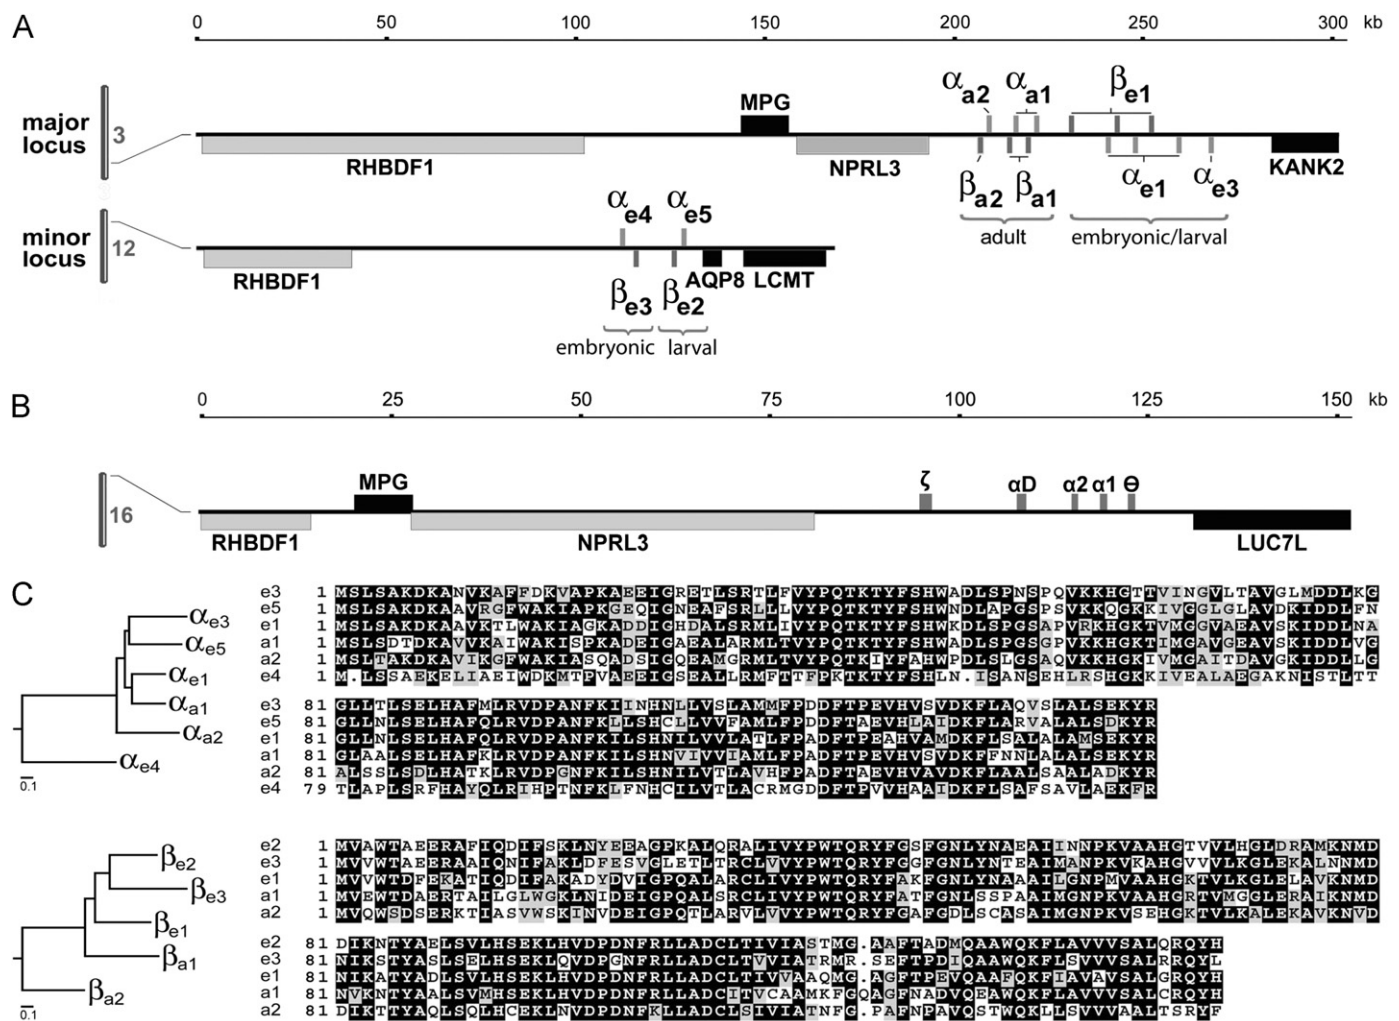 A
0 50 100 150 200 250 300 kb
major locus
3
MPG
αa2 αa1 βe1
RHBDF1 NPRL3 βa2 βa1 αe1 αe3 KANK2
adult embryonic/larval
minor locus
12
αe4 αe5
RHBDF1 AQP8 LCMT
βe3 βe2
embryonic larval
B
0 25 50 75 100 125 150 kb
16
MPG ζ αD α2 α1 Θ
RHBDF1 NPRL3 LUC7L
C
αe3
αe5
αe1
αa1
αa2
αe4
0.1
e3 1 MSLSAKDKANVKAFFDKVAPKAEEIGRETLSRTLFVYPQTKTYFSHWADLSPNSPQVKKHGTTVINGVLTAVGLMDDLKG
e5 1 MSLSAKDKAAVRGFWAKIAPKGEQIGNEAFSRLLLVYPQTKTYFSHWNDLAPGSPSVKKQGKKIVGGLGLAVDKIDDLFN
e1 1 MSLSAKDKAAVKTLWAKIAGKADDIGHDALSRMLIVYPQTKTYFSHWKDLSPGSAPVRKHGKTVMGGVAEAVSKIDDLNA
a1 1 MSLSDTDKAVVKAIWAKISPKADEIGAEALARMLTVYPQTKTYFSHWADLSPGSGPVKKHGKTIMGAVGEAVSKIDDLVG
a2 1 MSLTAKDKAVIKGFWAKIASQADSIGQEAMGRMFTVYPQTKIYFAHWPDLSLGSAQVKKHGKIVMGAITDAVGKIDDLLG
e4 1 M.LSSAEKELIAEIWDKMTPVAEEIGSEALLRMFTTFPKTKTYFSHLN.ISANSEHLRSHGKKIVEALAEGAKNISTLTT
e3 81 GLLTLSELHAFMLRVDPANFKIINHNLLVSLAMMFPDDFTPEVHVSVDKFLAQVSLALSEKYR
e5 81 GLLNLSELHAFQLRVDPANFKLLSHCLLVVFAMLFPDDFTAEVHLAIDKFLARVSLALSDKYR
e1 81 GLLNLSELHAFQLRVDPANFKILSHNILVVLATLFPADFTPEAHVAMDKFLSALALAMSEKYR
a1 81 GLAALSELHAFKLRVDPANFKILSHNVIVVIAMLFPADFTPEVHVSVDKFFNNLALALSEKYR
a2 81 ALSSLSDLHATKLRVDPGNFKILSHNILVTLAVHFPADFTAEVHVAVDKFLAALSAALADKYR
e4 79 TLAPLSRFHAYQLRIHPTNFKLFNHCILVTLACRMGDDFTPVVHAAIDKFLSAFSAVLAEKFR
βe2
βe3
βe1
βa1
βa2
0.1
e2 1 MVAWTAEERAFIQDIFSKLNYEEAGPKALQRALIVYPWTQRYFGSFGNLYNAEAIINNPKVAAHGTVVLHGLDRAMKNMD
e3 1 MVVWTAEERAAIQNIFAKLDFESVGLETLTRCLVVYPWTQRYFGGFGNLYNTEAIMANPKVKAHGVVVLKGLEKALNNMD
e1 1 MVVWTDFEKATIQDIFAKADYDVIGPQALARCLIVYPWTQRYFAKFGNLYNAAAILGNPMVAAHGKTVLKGLELAVKNMD
a1 1 MVEWTDAERTAILGLWGKLNIDEIGPQALSRCLIVYPWTQRYFATFGNLSSPAAIMGNPKVAAHGRTVMGGLERAIKNMD
a2 1 MVQWSDSERKTIASVWSKINVDEIGPQTLARVLVVYPWTQRYFGAFGDLSCASAIMGNPKVSEHGKTVLKALEKAVKNVD
e2 81 DIKNTYAELSVLHSEKLHVDPDNFRLLADCLTIVIASTMG.AAFTADMQAAWQKFLAVVVSALQRQYH
e3 81 NIKSTYASLSELHSEKLQVDPGNFRLLADCLTVVIATRMR.SEFTPDIQAAWQKFLSVVVSALRRQYL
e1 81 NIKATYADLSVLHSEKLHVDPDNFRLLADCLTIVVAAQMG.AGFTPEVQAAFQKFIAVAVSALGRQYH
a1 81 NVKNTYAALSVMHSEKLHVDPDNFRLLADCITVCAAMKFGQAGFNADVQEAWQKFLAVVVSALCRQYH
a2 81 DIKTTYAQLSQLHCEKLNVDPDNFKLLADCLSIVIATNFG.PAFNPAVQSTWQKLLSVVVAALTSRYF